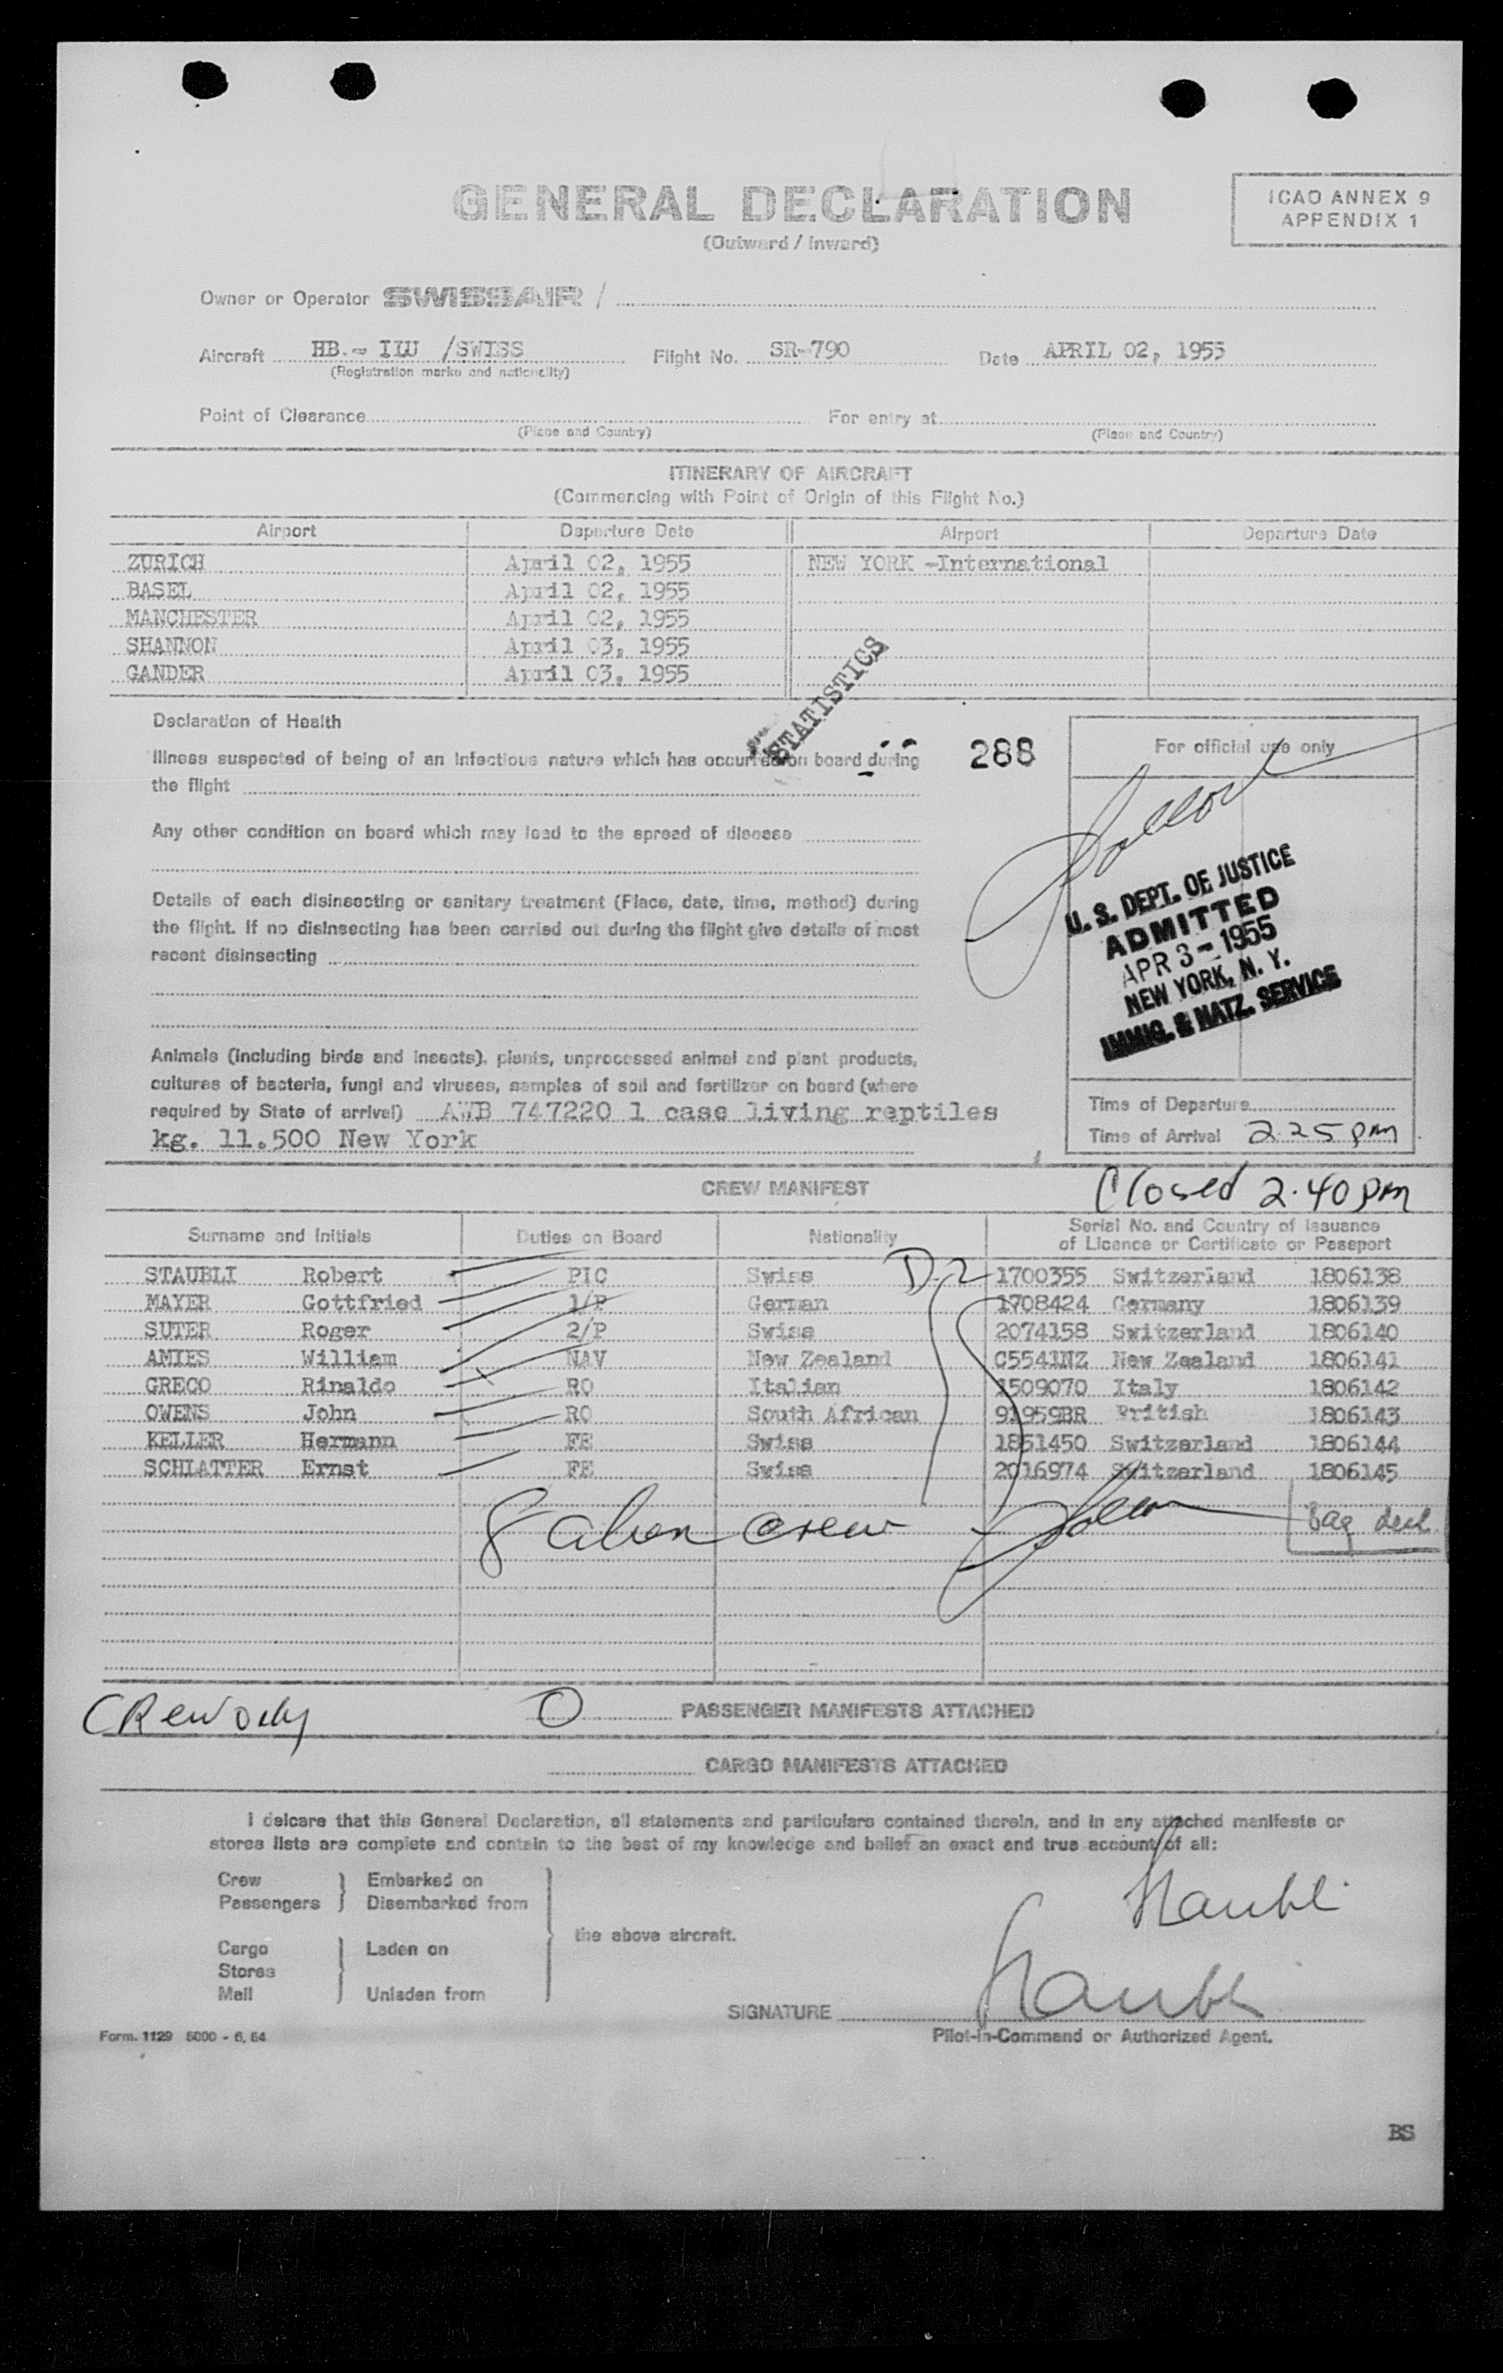 GENERAL DECLARATION
(Outward / Inward)
ICAO ANNEX 9
APPENDIX 1
Owner or Operator SWISSAIR /
Aircraft HB.- ILU /SWISS Flight No. SR-790 Date APRIL 02, 1955
(Registration marks and nationality)
Point of Clearance For entry at
(Place and Country) (Place and Country)
ITINERARY OF AIRCRAFT
(Commencing with Point of Origin of this Flight No.)
Airport Departure Date Airport Departure Date
ZURICH April 02, 1955 NEW YORK -International
BASEL April 02, 1955
MANCHESTER April 02, 1955
SHANNON April 03, 1955
GANDER April 03, 1955
STATISTICS
Declaration of Health
Illness suspected of being of an infectious nature which has occurred on board during
the flight
288
Any other condition on board which may lead to the spread of disease
Details of each disinsecting or sanitary treatment (Place, date, time, method) during
the flight. If no disinsecting has been carried out during the flight give details of most
recent disinsecting
Animals (including birds and insects), plants, unprocessed animal and plant products,
cultures of bacteria, fungi and viruses, samples of soil and fertilizer on board (where
required by State of arrival) AWB 747220 1 case living reptiles
kg. 11.500 New York
For official use only
U. S. DEPT. OF JUSTICE
ADMITTED
APR 3 - 1955
NEW YORK, N. Y.
IMMIG. & NATZ. SERVICE
Time of Departure
Time of Arrival 2.25 pm
Closed 2.40 pm
CREW MANIFEST
Surname and Initials Duties on Board Nationality Serial No. and Country of Issuance
of Licence or Certificate or Passport
STAUBLI Robert PIC Swiss D-2 1700355 Switzerland 1806138
MAYER Gottfried 1/P German 1708424 Germany 1806139
SUTER Roger 2/P Swiss 2074158 Switzerland 1806140
AMIES William NAV New Zealand C5541NZ New Zealand 1806141
GRECO Rinaldo RO Italian 1509070 Italy 1806142
OWENS John RO South African 91959BR British 1806143
KELLER Hermann FE Swiss 1851450 Switzerland 1806144
SCHLATTER Ernst FE Swiss 2016974 Switzerland 1806145
8 alien crew
Bag decl.
Crew only
0 PASSENGER MANIFESTS ATTACHED
CARGO MANIFESTS ATTACHED
I delcare that this General Declaration, all statements and particulars contained therein, and in any attached manifests or
stores lists are complete and contain to the best of my knowledge and belief an exact and true account of all:
Crew Embarked on
Passengers Disembarked from
the above aircraft.
Cargo Laden on
Stores
Mail Unladen from
Staubli
Staubli
SIGNATURE
Pilot-in-Command or Authorized Agent.
Form. 1129 5000 - 6, 54
BS